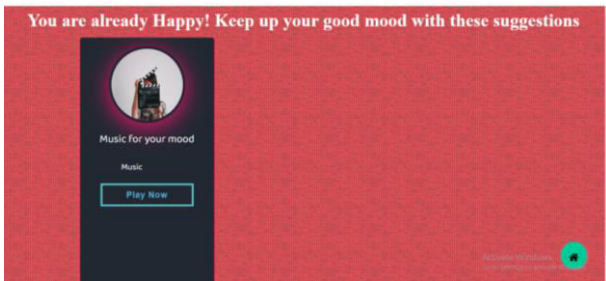 You are already Happy! Keep up your good mood with these suggestions
Music for your mood
Music
Play Now
Activate Windows